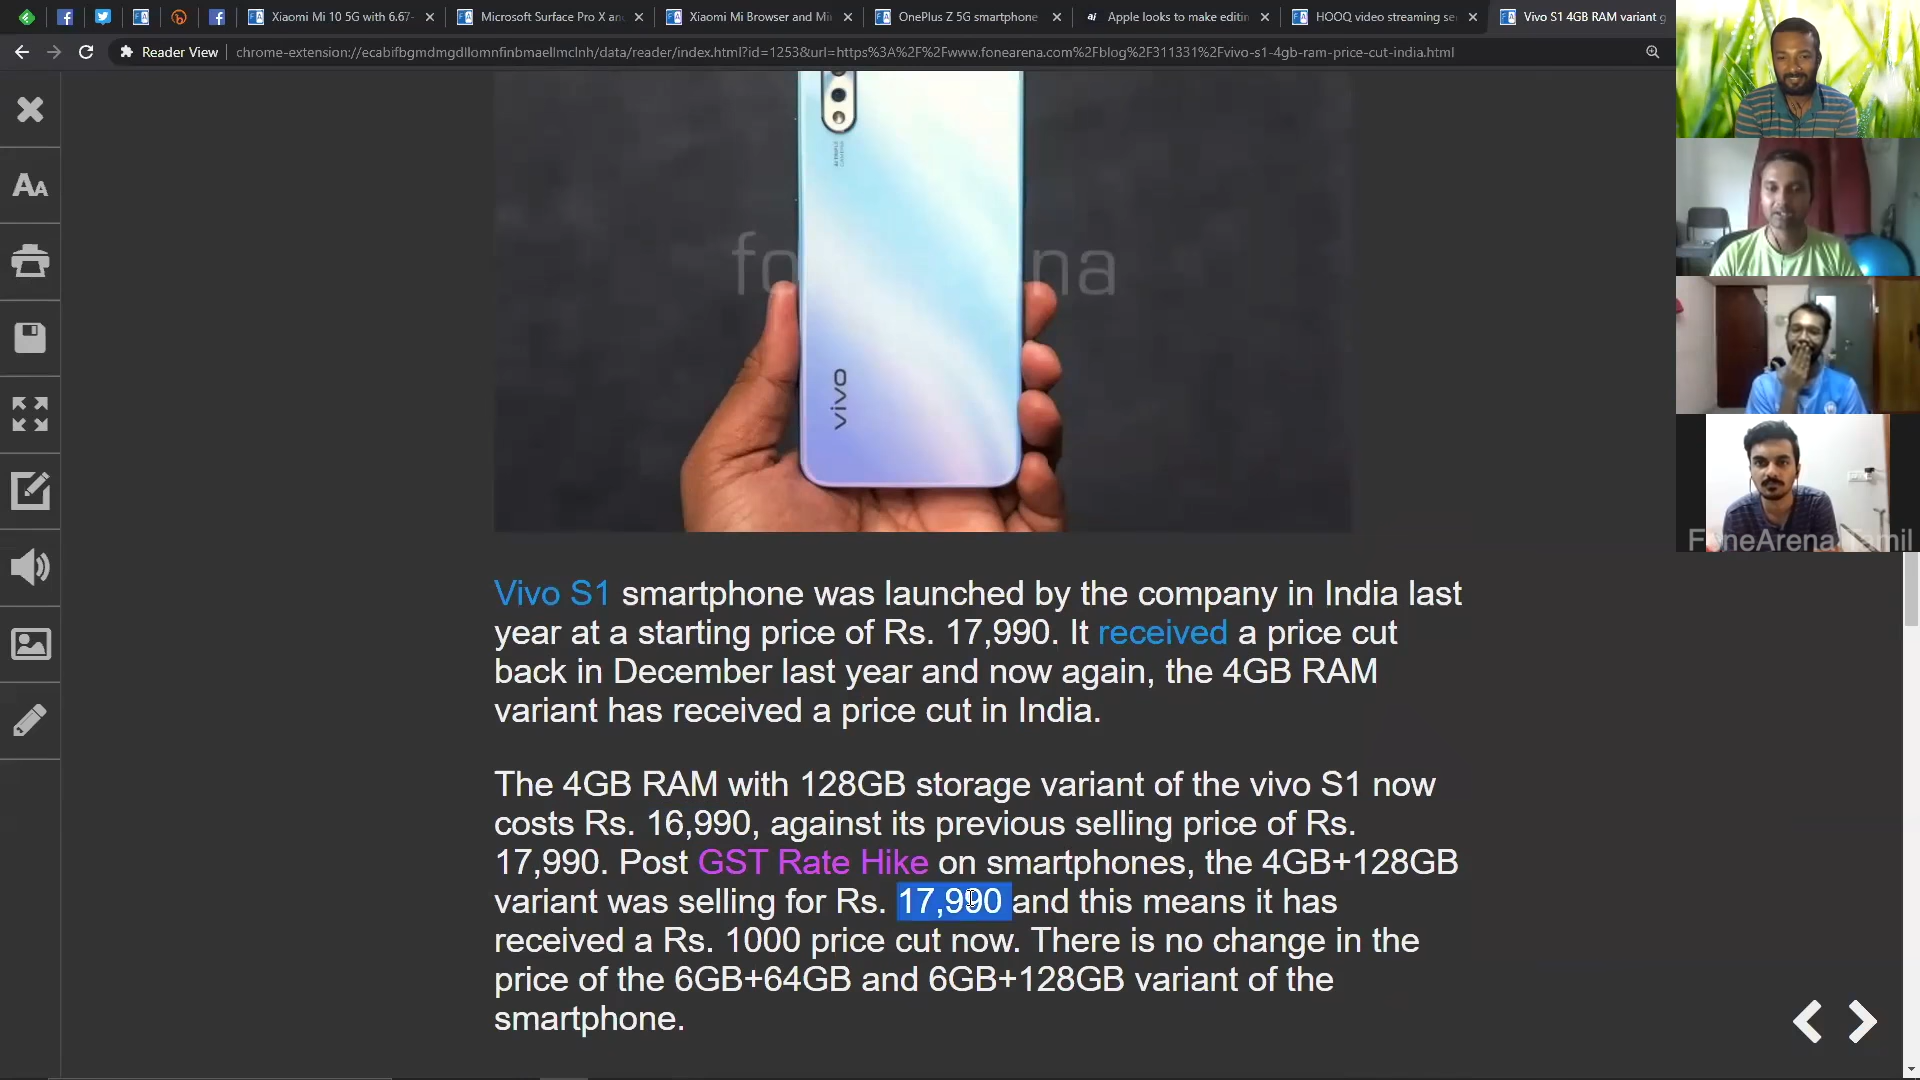 Xiaomi Mi 10 5G with 6.67-
Microsoft Surface Pro X an
Xiaomi Mi Browser and Mi
OnePlus Z 5G smartphone
Apple looks to make editin
HOOQ video streaming se
Vivo S1 4GB RAM variant g
Reader View
chrome-extension://ecabifbgmdmgdllomnfinbmaellmclnh/data/reader/index.html?id=1253&url=https%3A%2F%2Fwww.fonearena.com%2Fblog%2F311331%2Fvivo-s1-4gb-ram-price-cut-india.html
AA
fo
na
vivo
FoneArena Tamil
Vivo S1 smartphone was launched by the company in India last
year at a starting price of Rs. 17,990. It received a price cut
back in December last year and now again, the 4GB RAM
variant has received a price cut in India.
The 4GB RAM with 128GB storage variant of the vivo S1 now
costs Rs. 16,990, against its previous selling price of Rs.
17,990. Post GST Rate Hike on smartphones, the 4GB+128GB
variant was selling for Rs. 17,990 and this means it has
received a Rs. 1000 price cut now. There is no change in the
price of the 6GB+64GB and 6GB+128GB variant of the
smartphone.